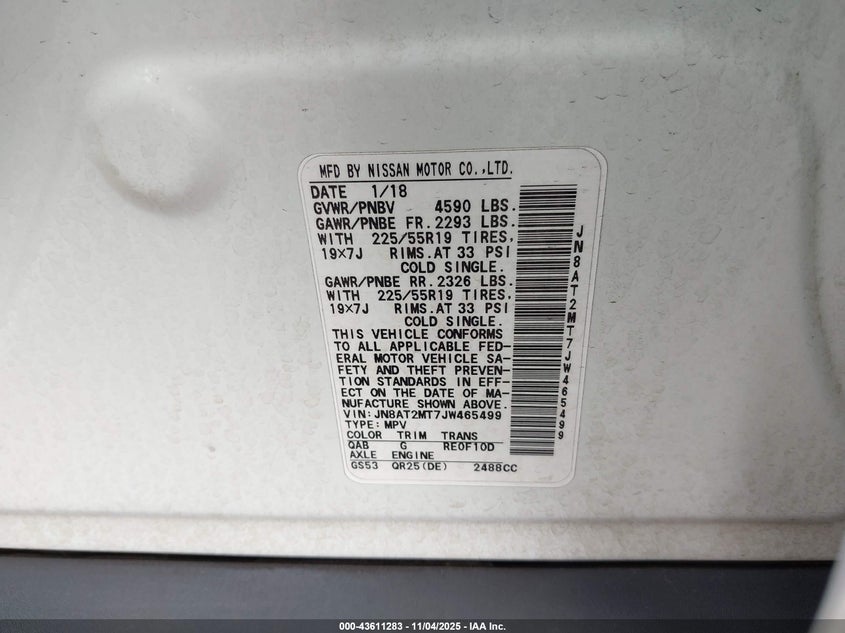 MFD BY NISSAN MOTOR CO.,LTD.
DATE 1/18
GVWR/PNBV 4590 LBS.
GAWR/PNBE FR.2293 LBS.
WITH 225/55R19 TIRES,
19×7J RIMS.AT 33 PSI
COLD SINGLE.
GAWR/PNBE RR.2326 LBS.
WITH 225/55R19 TIRES,
19×7J RIMS.AT 33 PSI
COLD SINGLE.
THIS VEHICLE CONFORMS
TO ALL APPLICABLE FED-
ERAL MOTOR VEHICLE SA-
FETY AND THEFT PREVEN-
TION STANDARDS IN EFF-
ECT ON THE DATE OF MA-
NUFACTURE SHOWN ABOVE.
VIN:JN8AT2MT7JW465499
TYPE:MPV
COLOR TRIM TRANS
QAB G RE0F10D
AXLE ENGINE
GS53 QR25(DE) 2488CC
JN8AT2MT7JW465499
000-43611283 - 11/04/2025 - IAA Inc.